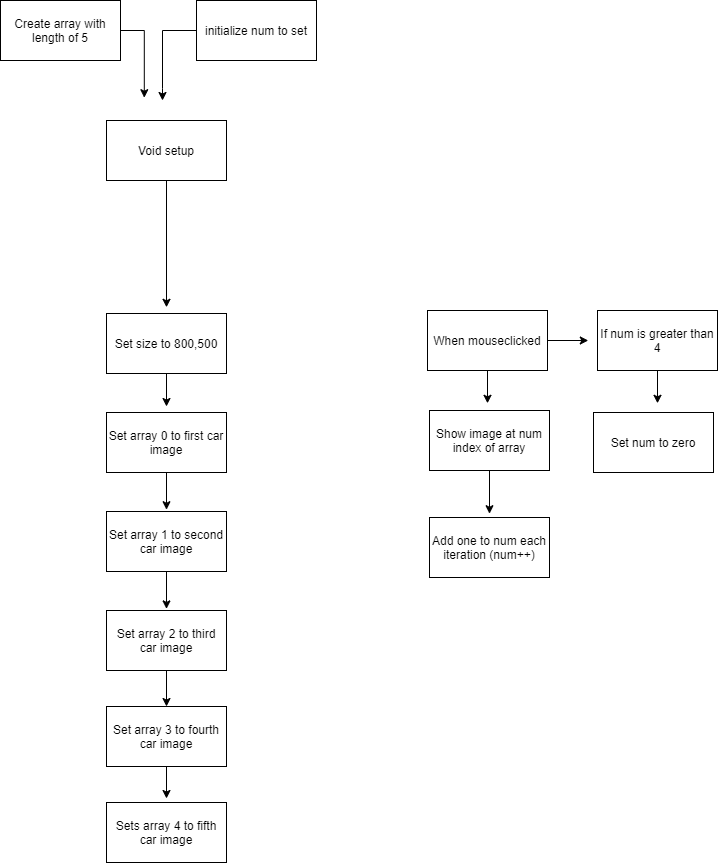 Create array with
length of 5
initialize num to set
Void setup
Set size to 800,500
Set array 0 to first car
image
Set array 1 to second
car image
Set array 2 to third
car image
Set array 3 to fourth
car image
Sets array 4 to fifth
car image
When mouseclicked
If num is greater than
4
Show image at num
index of array
Set num to zero
Add one to num each
iteration (num++)